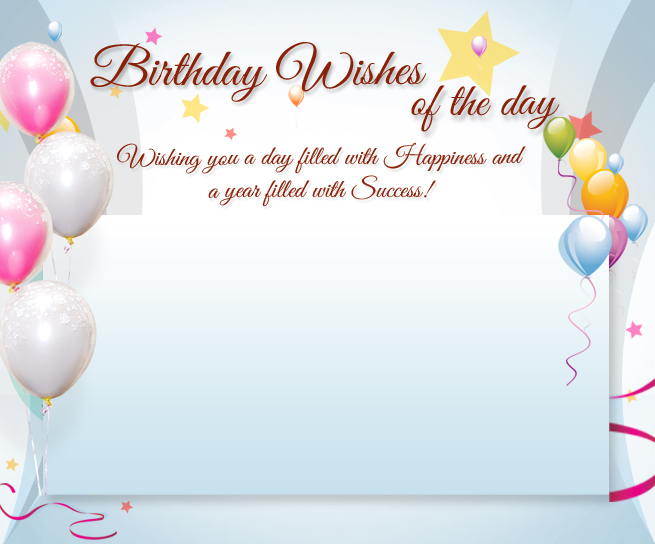 Birthday Wishes
of the day
Wishing you a day filled with Happiness and
a year filled with Success!